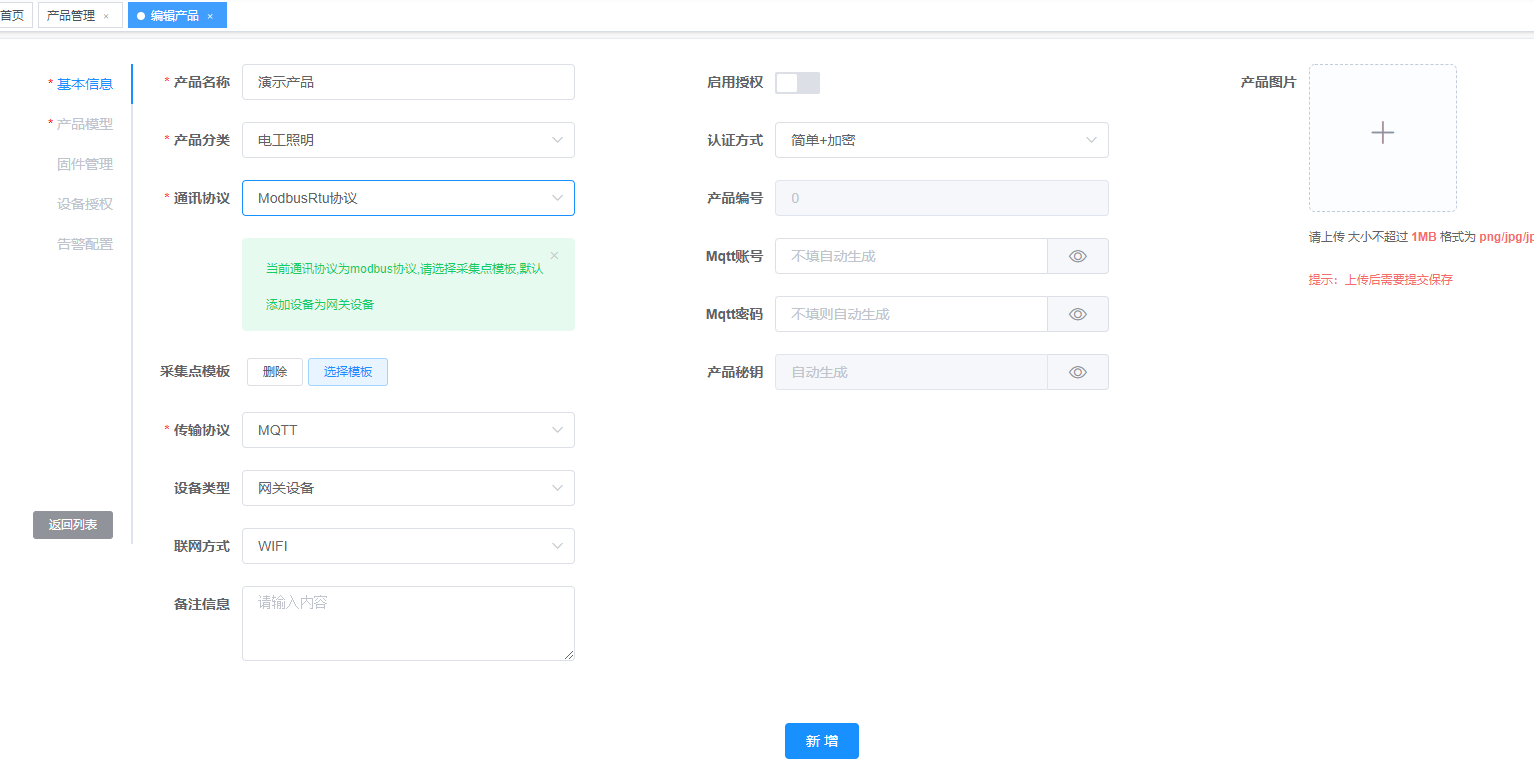 首页
产品管理 ×
编辑产品 ×
* 基本信息
* 产品模型
固件管理
设备授权
告警配置
返回列表
* 产品名称 演示产品
* 产品分类 电工照明
* 通讯协议 ModbusRtu协议
当前通讯协议为modbus协议,请选择采集点模板,默认
添加设备为网关设备
采集点模板 删除 选择模板
* 传输协议 MQTT
设备类型 网关设备
联网方式 WIFI
备注信息 请输入内容
启用授权
认证方式 简单+加密
产品编号 0
Mqtt账号 不填自动生成
Mqtt密码 不填则自动生成
产品秘钥 自动生成
产品图片
请上传 大小不超过 1MB 格式为 png/jpg/jp
提示：上传后需要提交保存
新 增